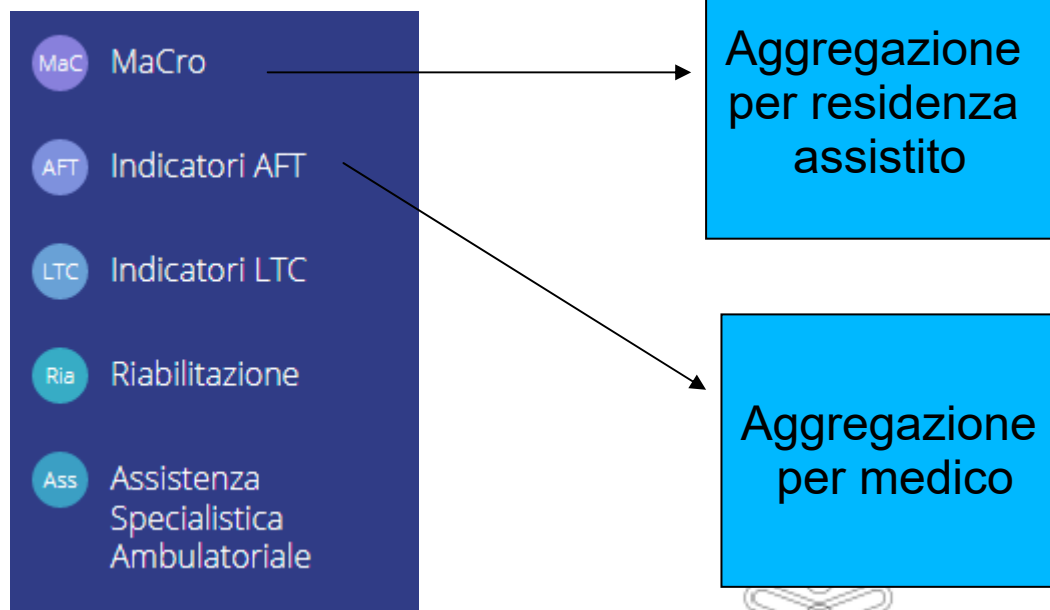 MaC MaCro
AFT Indicatori AFT
LTC Indicatori LTC
Ria Riabilitazione
Ass Assistenza
Specialistica
Ambulatoriale
Aggregazione
per residenza
assistito
Aggregazione
per medico